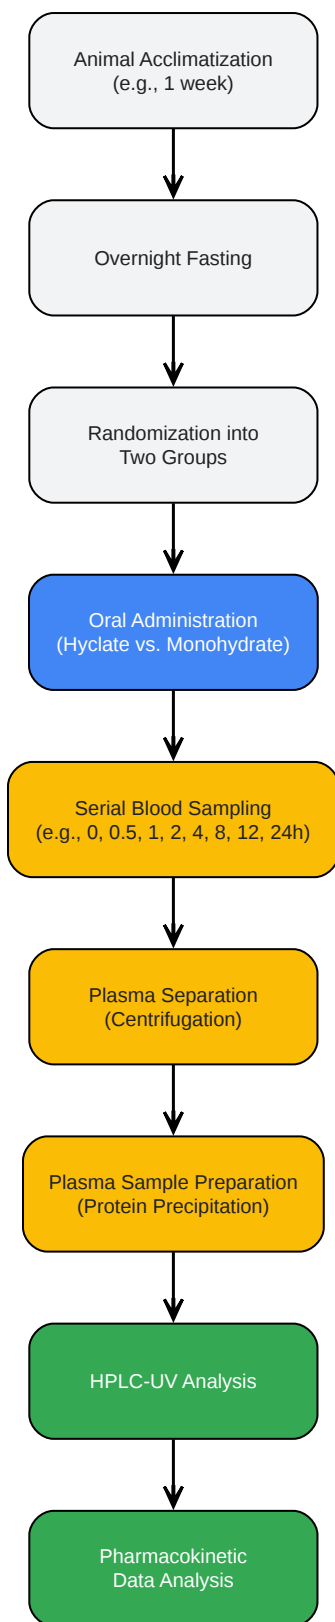 Animal Acclimatization
(e.g., 1 week)
Overnight Fasting
Randomization into
Two Groups
Oral Administration
(Hyclate vs. Monohydrate)
Serial Blood Sampling
(e.g., 0, 0.5, 1, 2, 4, 8, 12, 24h)
Plasma Separation
(Centrifugation)
Plasma Sample Preparation
(Protein Precipitation)
HPLC-UV Analysis
Pharmacokinetic
Data Analysis